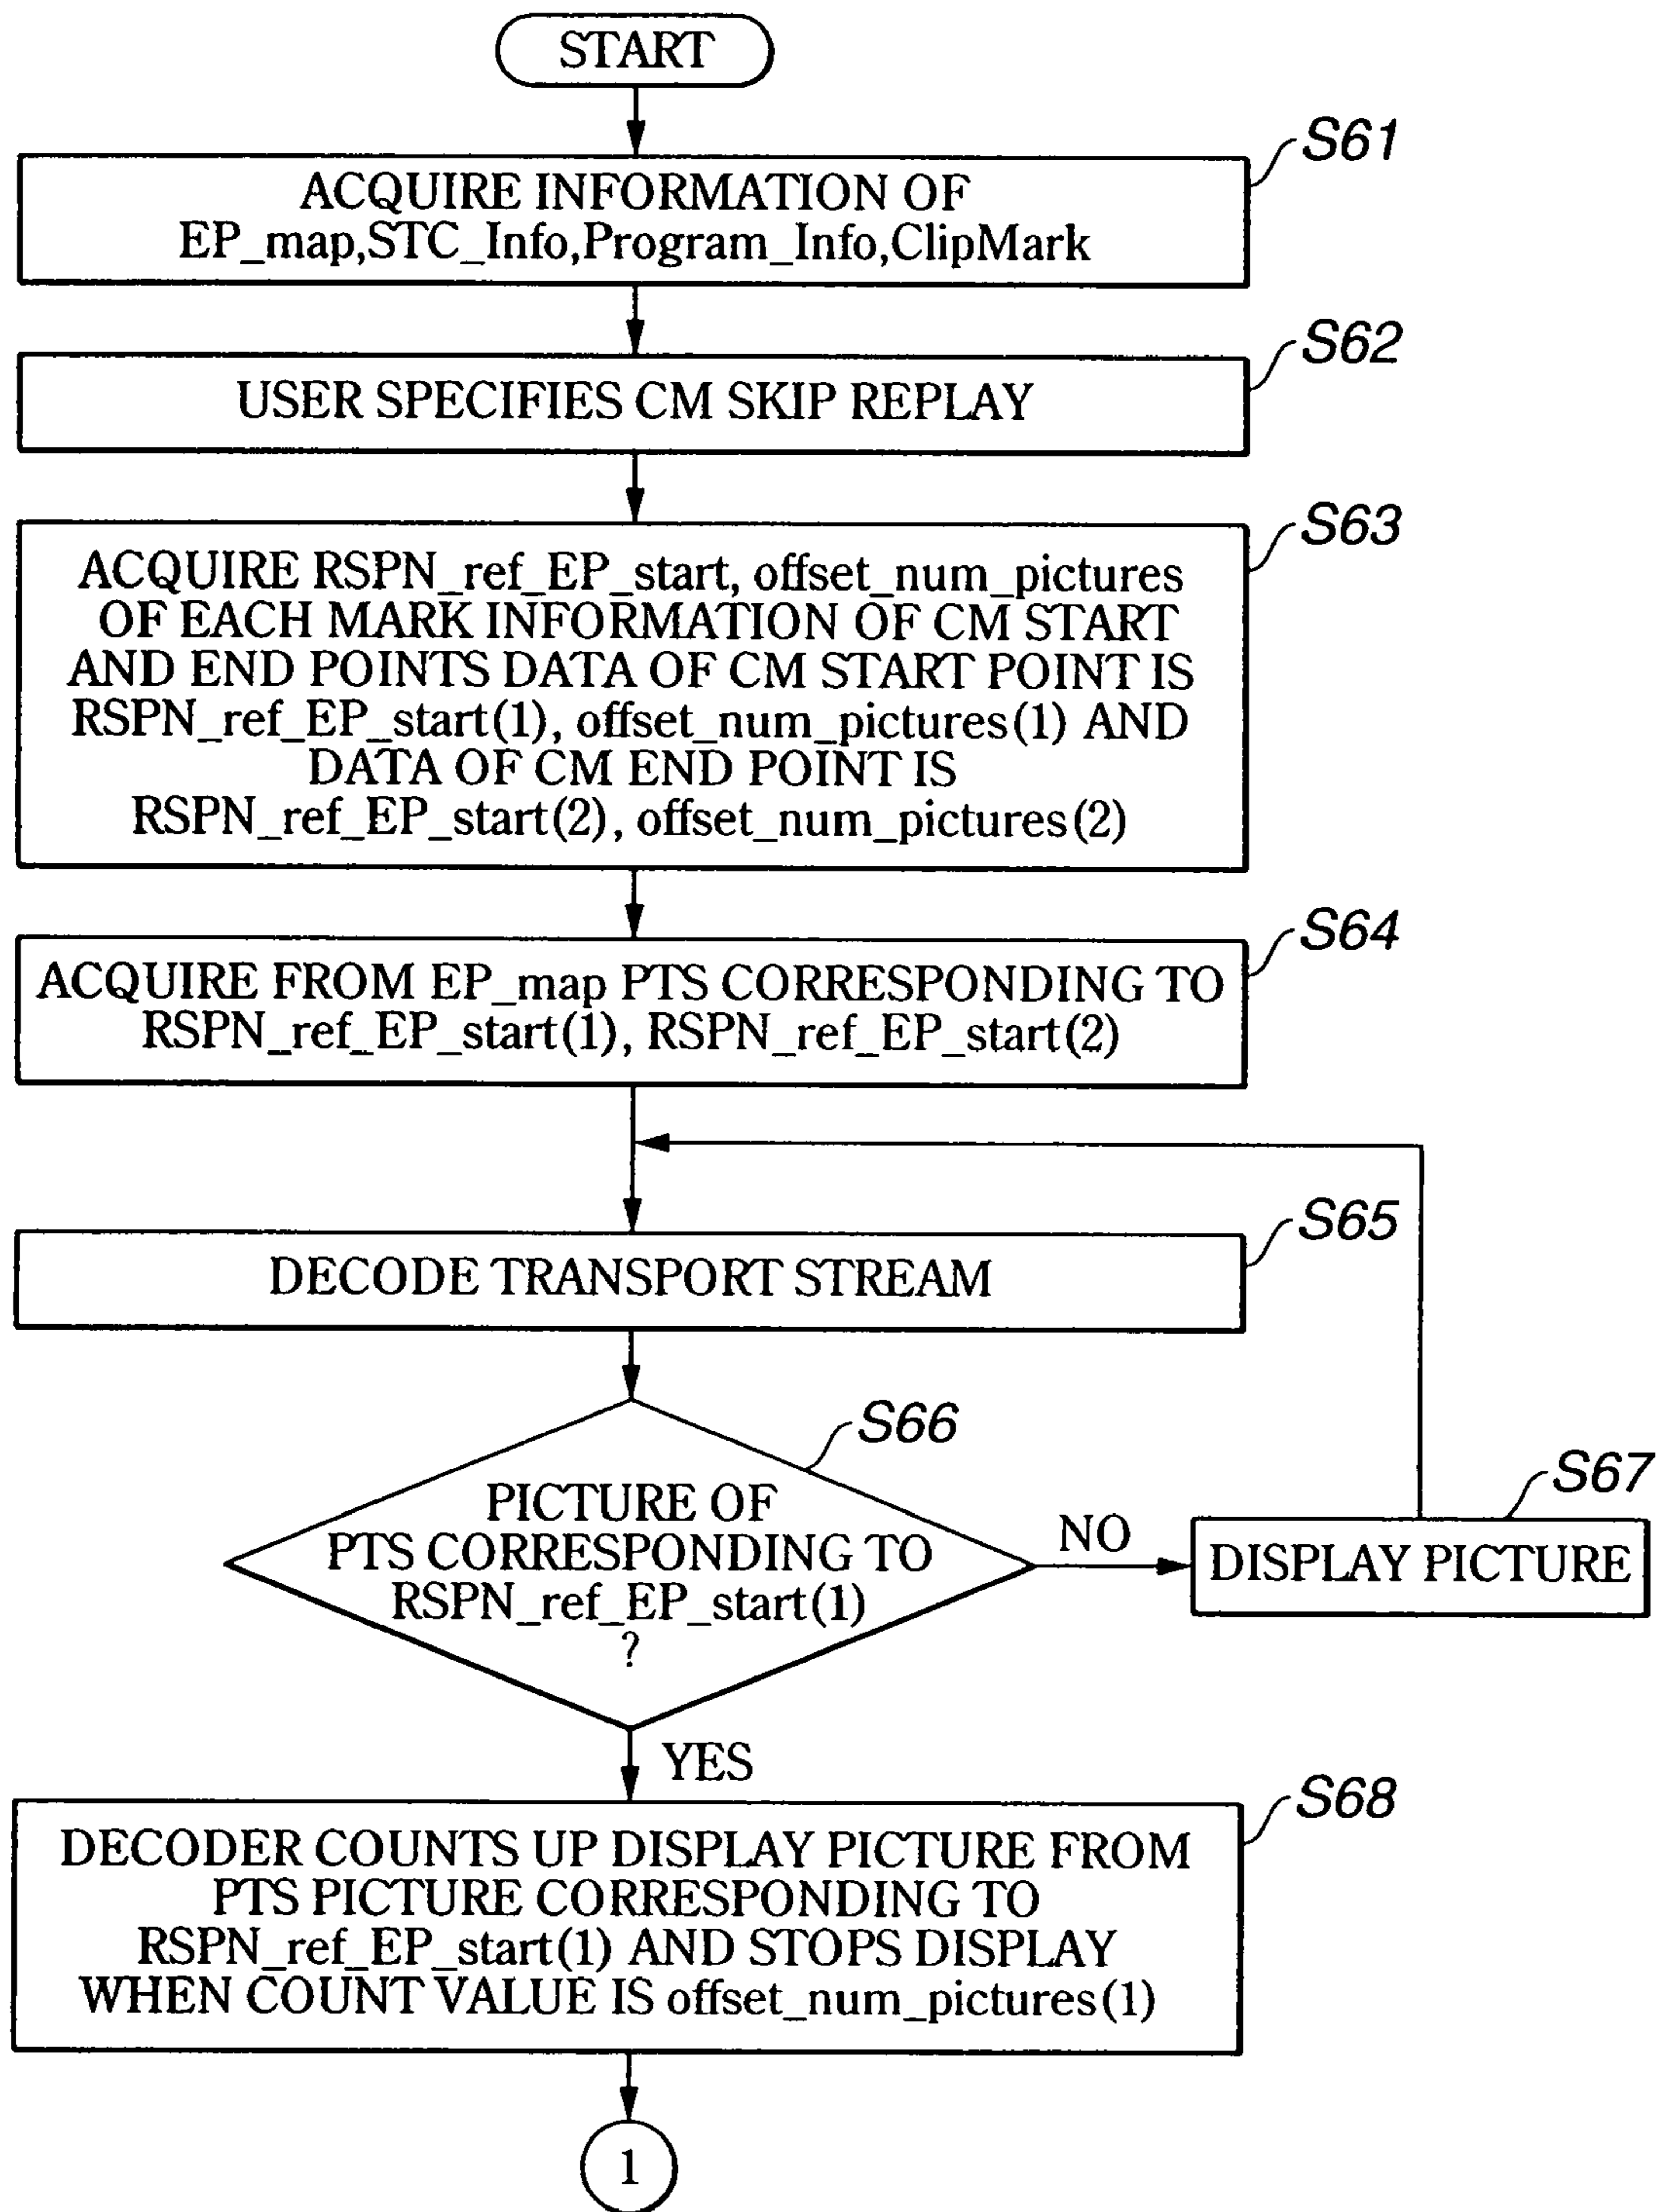 START
S61
ACQUIRE INFORMATION OF
EP_map,STC_Info,Program_Info,ClipMark
S62
USER SPECIFIES CM SKIP REPLAY
S63
ACQUIRE RSPN_ref_EP_start, offset_num_pictures
OF EACH MARK INFORMATION OF CM START
AND END POINTS DATA OF CM START POINT IS
RSPN_ref_EP_start(1), offset_num_pictures(1) AND
DATA OF CM END POINT IS
RSPN_ref_EP_start(2), offset_num_pictures(2)
S64
ACQUIRE FROM EP_map PTS CORRESPONDING TO
RSPN_ref_EP_start(1), RSPN_ref_EP_start(2)
S65
DECODE TRANSPORT STREAM
S66
PICTURE OF
PTS CORRESPONDING TO
RSPN_ref_EP_start(1)
?
NO
S67
DISPLAY PICTURE
YES
S68
DECODER COUNTS UP DISPLAY PICTURE FROM
PTS PICTURE CORRESPONDING TO
RSPN_ref_EP_start(1) AND STOPS DISPLAY
WHEN COUNT VALUE IS offset_num_pictures(1)
1